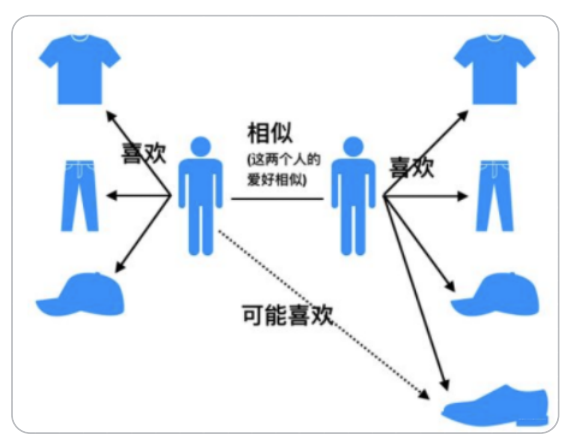 相似
(这两个人的
爱好相似)
喜欢
喜欢
可能喜欢